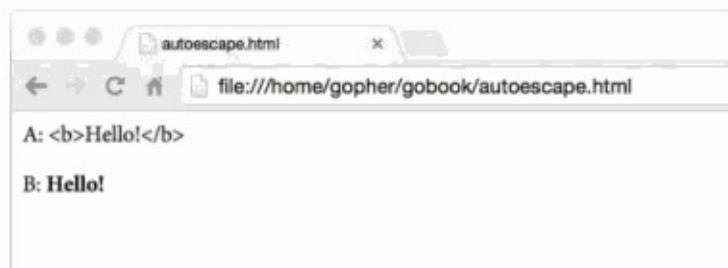 autoescape.html
file:///home/gopher/gobook/autoescape.html
A: <b>Hello!</b>
B: Hello!